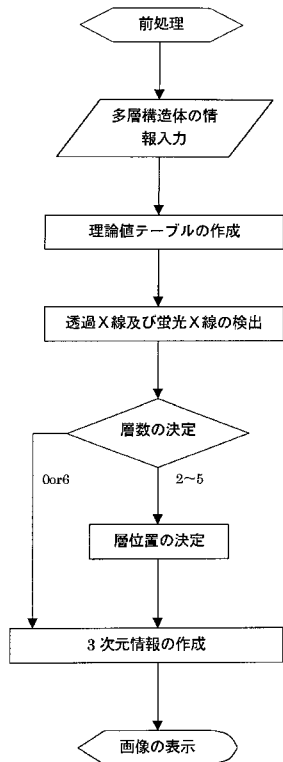 前処理
多層構造体の情
報入力
理論値テーブルの作成
透過X線及び蛍光X線の検出
層数の決定
0or6
2～5
層位置の決定
3次元情報の作成
画像の表示